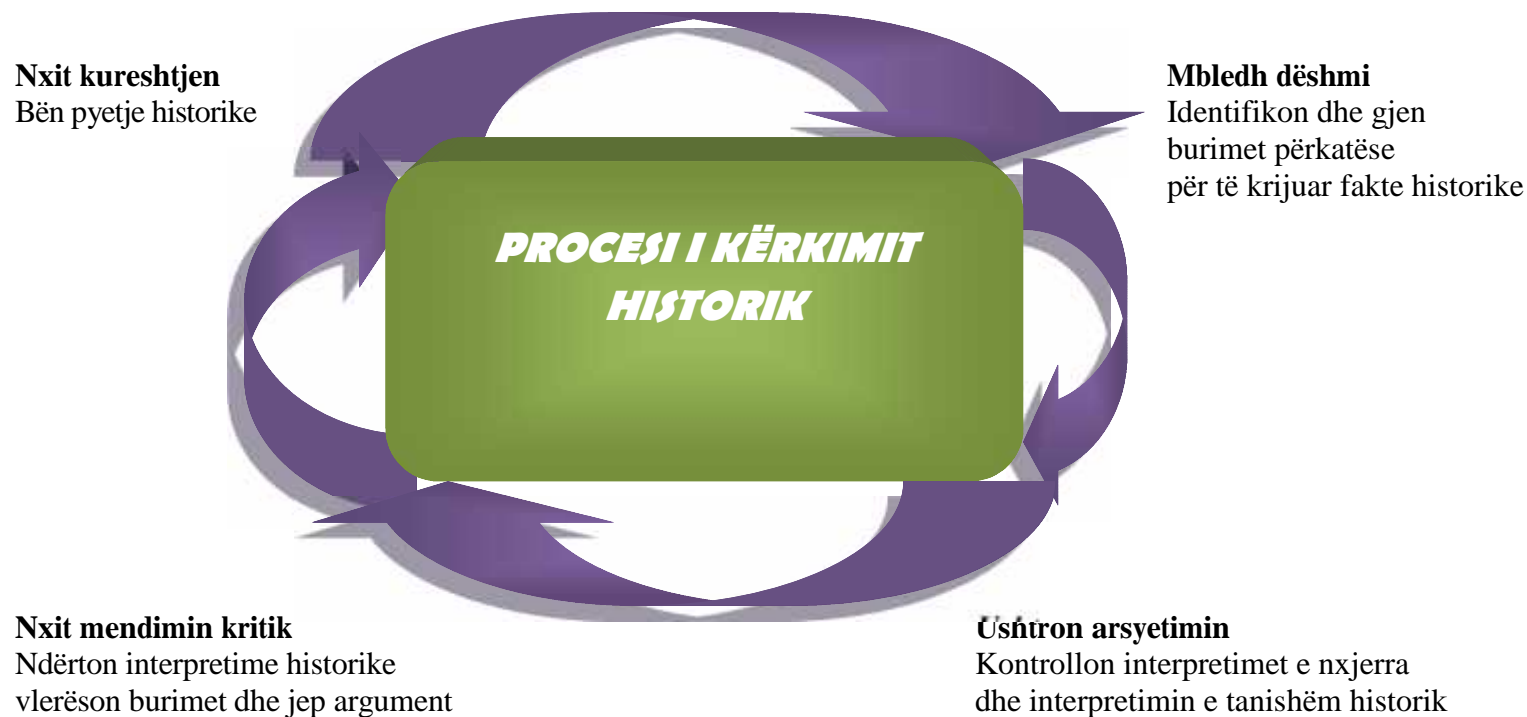 Nxit kureshtjen
Bën pyetje historike
Mbledh dëshmi
Identifikon dhe gjen
burimet përkatëse
për të krijuar fakte historike
PROCESI I KËRKIMIT
HISTORIK
Nxit mendimin kritik
Ndërton interpretime historike
vlerëson burimet dhe jep argument
Ushtron arsyetimin
Kontrollon interpretimet e nxjerra
dhe interpretimin e tanishëm historik